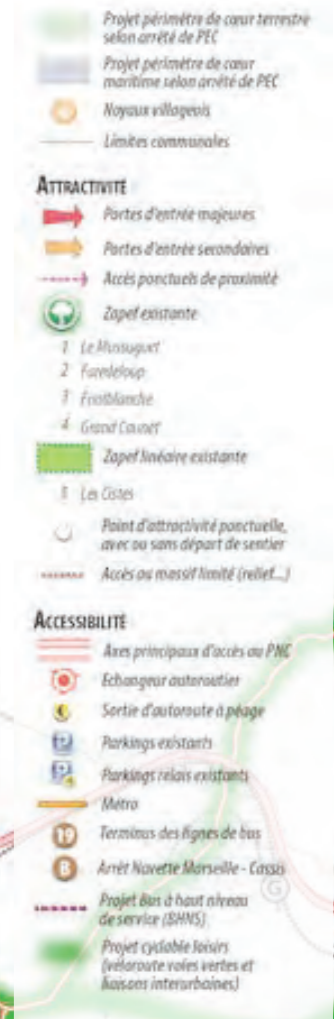 Projet périmètre de cœur terrestre
selon arrêté de PEC
Projet périmètre de cœur
maritime selon arrêté de PEC
Noyaux villageois
Limites communales
ATTRACTIVITÉ
Portes d'entrée majeures
Portes d'entrée secondaires
Accès ponctuels de proximité
Zapef existante
1 Le Mussuguet
2
3 Fontblanche
4 Grand Caunet
Zapef linéaire existante
1 Les Cistes
Point d'attractivité ponctuelle,
avec ou sans départ de sentier
Accès au massif limité (relief...)
ACCESSIBILITÉ
Axes principaux d'accès au PNC
Echangeur autoroutier
Sortie d'autoroute à péage
Parkings existants
Parkings relais existants
Métro
19 Terminus des lignes de bus
B Arrêt Navette Marseille - Cassis
Projet Bus à haut niveau
de service (BHNS)
G
Projet cyclable loisirs
(véloroute voies vertes et
liaisons interurbaines)